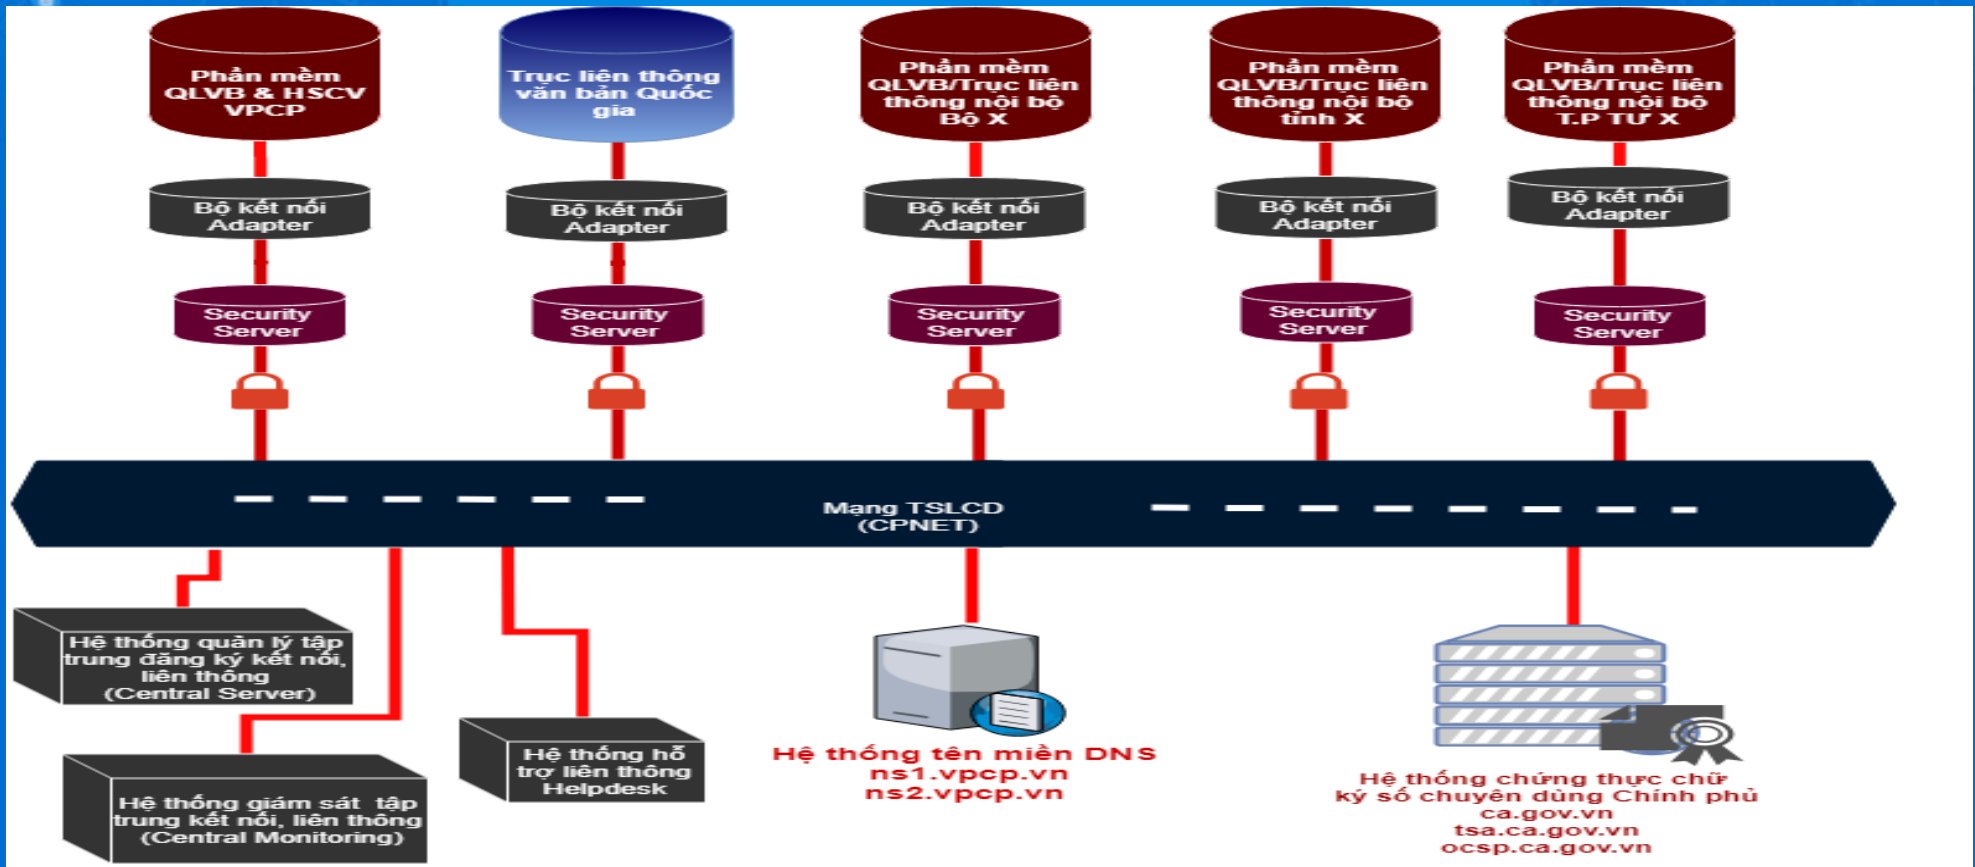 Phần mềm
QLVB & HSCV
VPCP
Trục liên thông
văn bản Quốc
gia
Phần mềm
QLVB/Trục liên
thông nội bộ
Bộ X
Phần mềm
QLVB/Trục liên
thông nội bộ
tỉnh X
Phần mềm
QLVB/Trục liên
thông nội bộ
T.P TƯ X
Bộ kết nối
Adapter
Bộ kết nối
Adapter
Bộ kết nối
Adapter
Bộ kết nối
Adapter
Bộ kết nối
Adapter
Security
Server
Security
Server
Security
Server
Security
Server
Security
Server
Mạng TSLCD
(CPNET)
Hệ thống quản lý tập
trung đăng ký kết nối,
liên thông
(Central Server)
Hệ thống giám sát tập
trung kết nối, liên thông
(Central Monitoring)
Hệ thống hỗ
trợ liên thông
Helpdesk
Hệ thống tên miền DNS
ns1.vpcp.vn
ns2.vpcp.vn
Hệ thống chứng thực chữ
ký số chuyên dùng Chính phủ
ca.gov.vn
tsa.ca.gov.vn
ocsp.ca.gov.vn